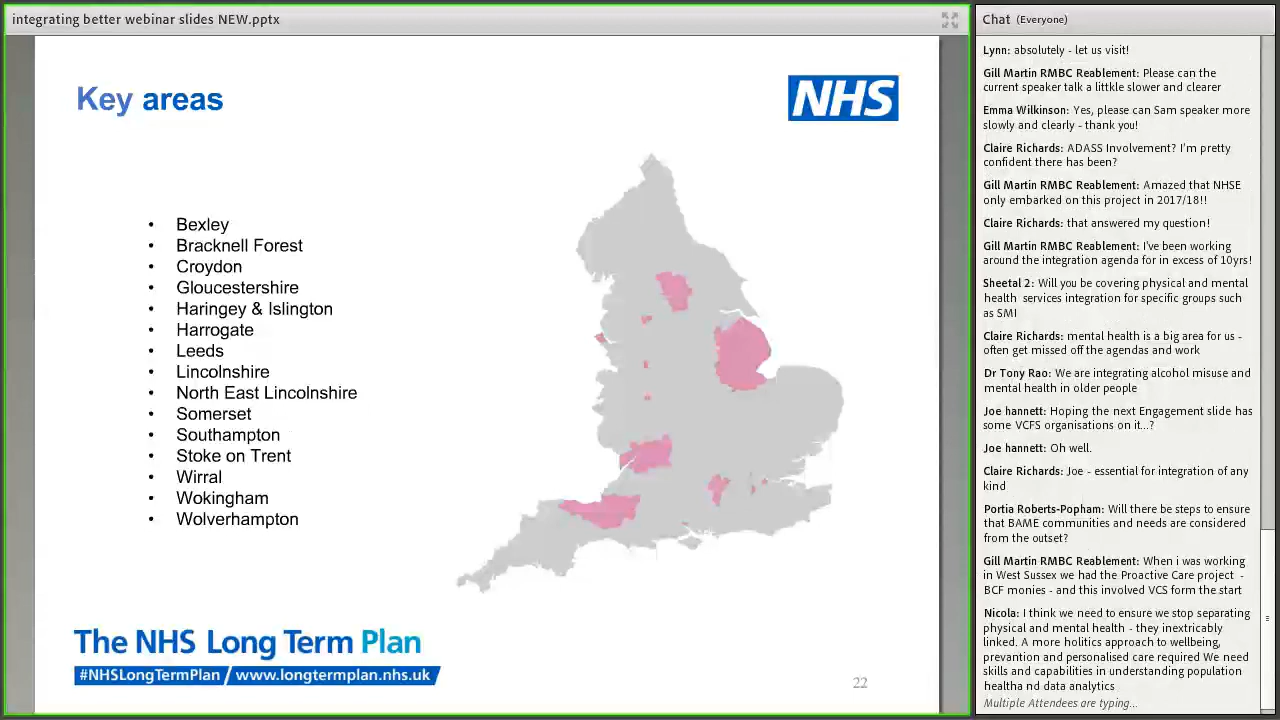 integrating better webinar slides NEW.pptx
Key areas
NHS
• Bexley
• Bracknell Forest
• Croydon
• Gloucestershire
• Haringey & Islington
• Harrogate
• Leeds
• Lincolnshire
• North East Lincolnshire
• Somerset
• Southampton
• Stoke on Trent
• Wirral
• Wokingham
• Wolverhampton
The NHS Long Term Plan
#NHSLongTermPlan / www.longtermplan.nhs.uk
22
Chat (Everyone)
Lynn: absolutely - let us visit!
Gill Martin RMBC Reablement: Please can the
current speaker talk a littkle slower and clearer
Emma Wilkinson: Yes, please can Sam speaker more
slowly and clearly - thank you!
Claire Richards: ADASS Involvement? I'm pretty
confident there has been?
Gill Martin RMBC Reablement: Amazed that NHSE
only embarked on this project in 2017/18!!
Claire Richards: that answered my question!
Gill Martin RMBC Reablement: I've been working
around the integration agenda for in excess of 10yrs!
Sheetal 2: Will you be covering physical and mental
health services integration for specific groups such
as SMI
Claire Richards: mental health is a big area for us -
often get missed off the agendas and work
Dr Tony Rao: We are integrating alcohol misuse and
mental health in older people
Joe hannett: Hoping the next Engagement slide has
some VCFS organisations on it...?
Joe hannett: Oh well.
Claire Richards: Joe - essential for integration of any
kind
Portia Roberts-Popham: Will there be steps to ensure
that BAME communities and needs are considered
from the outset?
Gill Martin RMBC Reablement: When i was working
in West Sussex we had the Proactive Care project -
BCF monies - and this involved VCS form the start
Nicola: I think we need to ensure we stop separating
physical and mental health - they inextricably
linked. A more holitics approach to wellbeing,
prevantion and personalised care required We need
skills and capabilities in understanding population
healtha nd data analytics
Multiple Attendees are typing...